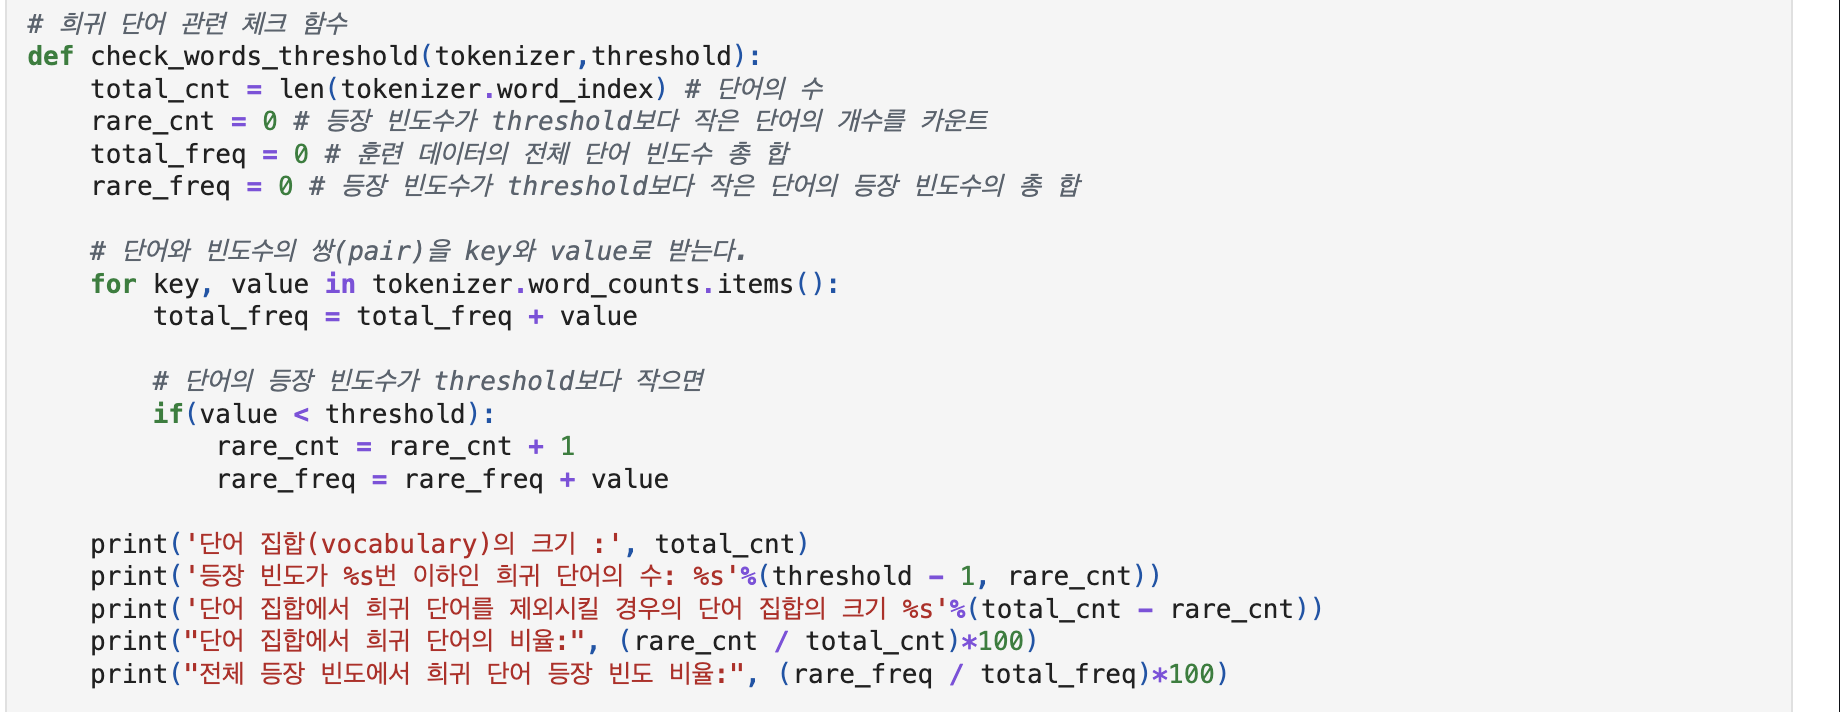 # 희귀 단어 관련 체크 함수
def check_words_threshold(tokenizer,threshold):
    total_cnt = len(tokenizer.word_index) # 단어의 수
    rare_cnt = 0 # 등장 빈도수가 threshold보다 작은 단어의 개수를 카운트
    total_freq = 0 # 훈련 데이터의 전체 단어 빈도수 총 합
    rare_freq = 0 # 등장 빈도수가 threshold보다 작은 단어의 등장 빈도수의 총 합
    # 단어와 빈도수의 쌍(pair)을 key와 value로 받는다.
    for key, value in tokenizer.word_counts.items():
        total_freq = total_freq + value
        # 단어의 등장 빈도수가 threshold보다 작으면
        if(value < threshold):
            rare_cnt = rare_cnt + 1
            rare_freq = rare_freq + value
    print('단어 집합(vocabulary)의 크기 :', total_cnt)
    print('등장 빈도가 %s번 이하인 희귀 단어의 수: %s'%(threshold - 1, rare_cnt))
    print('단어 집합에서 희귀 단어를 제외시킬 경우의 단어 집합의 크기 %s'%(total_cnt - rare_cnt))
    print("단어 집합에서 희귀 단어의 비율:", (rare_cnt / total_cnt)*100)
    print("전체 등장 빈도에서 희귀 단어 등장 빈도 비율:", (rare_freq / total_freq)*100)